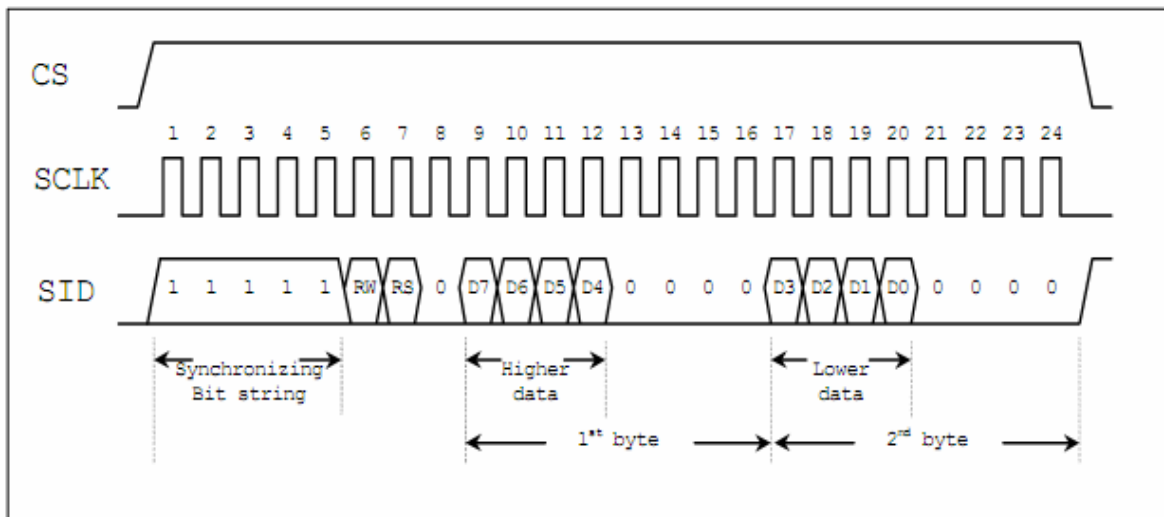 CS
1 2 3 4 5 6 7 8 9 10 11 12 13 14 15 16 17 18 19 20 21 22 23 24
SCLK
SID 1 1 1 1 1 RW RS 0 D7 D6 D5 D4 0 0 0 0 D3 D2 D1 D0 0 0 0 0
Synchronizing Higher Lower
Bit string data data
1st byte 2nd byte